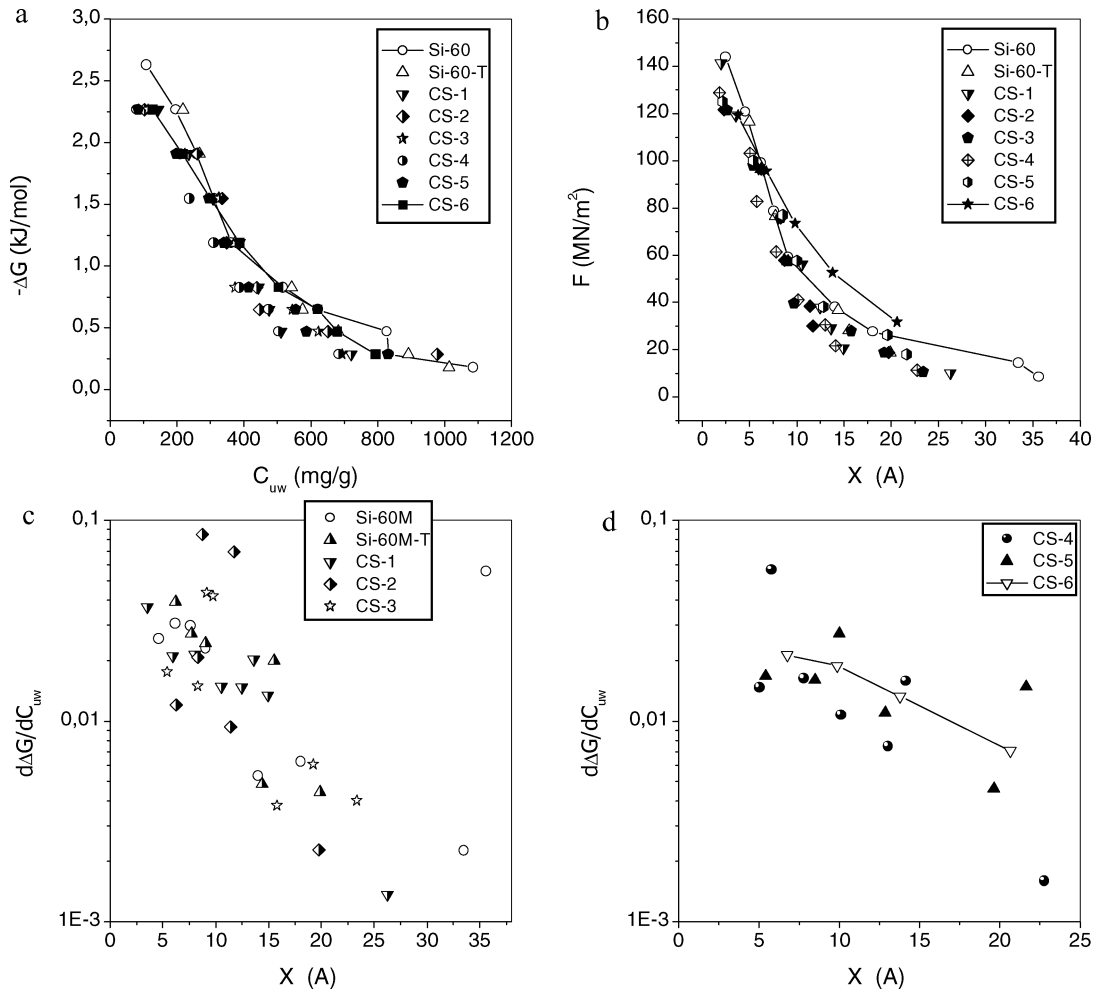 a
3,0
2,5
2,0
1,5
1,0
0,5
0,0
-ΔG (kJ/mol)
Si-60
Si-60-T
CS-1
CS-2
CS-3
CS-4
CS-5
CS-6
0 200 400 600 800 1000 1200
C_uw (mg/g)
b
160
140
120
100
80
60
40
20
0
F (MN/m²)
Si-60
Si-60-T
CS-1
CS-2
CS-3
CS-4
CS-5
CS-6
0 5 10 15 20 25 30 35 40
X (A)
c
0,1
0,01
1E-3
dΔG/dC_uw
Si-60M
Si-60M-T
CS-1
CS-2
CS-3
0 5 10 15 20 25 30 35
X (A)
d
0,1
0,01
1E-3
dΔG/dC_uw
CS-4
CS-5
CS-6
0 5 10 15 20 25
X (A)